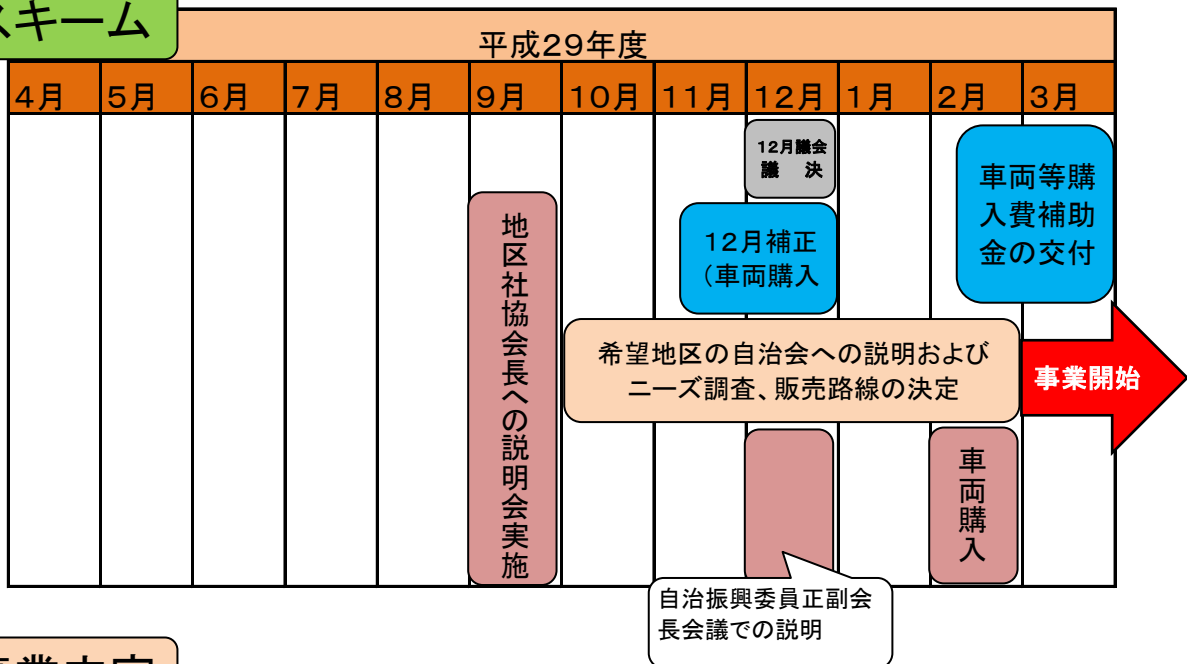 スキーム
平成29年度
4月 5月 6月 7月 8月 9月 10月 11月 12月 1月 2月 3月
12月議会
議 決
車両等購
入費補助
金の交付
地区社協会長への説明会実施
12月補正
（車両購入
希望地区の自治会への説明および
ニーズ調査、販売路線の決定
事業開始
車両購入
自治振興委員正副会
長会議での説明